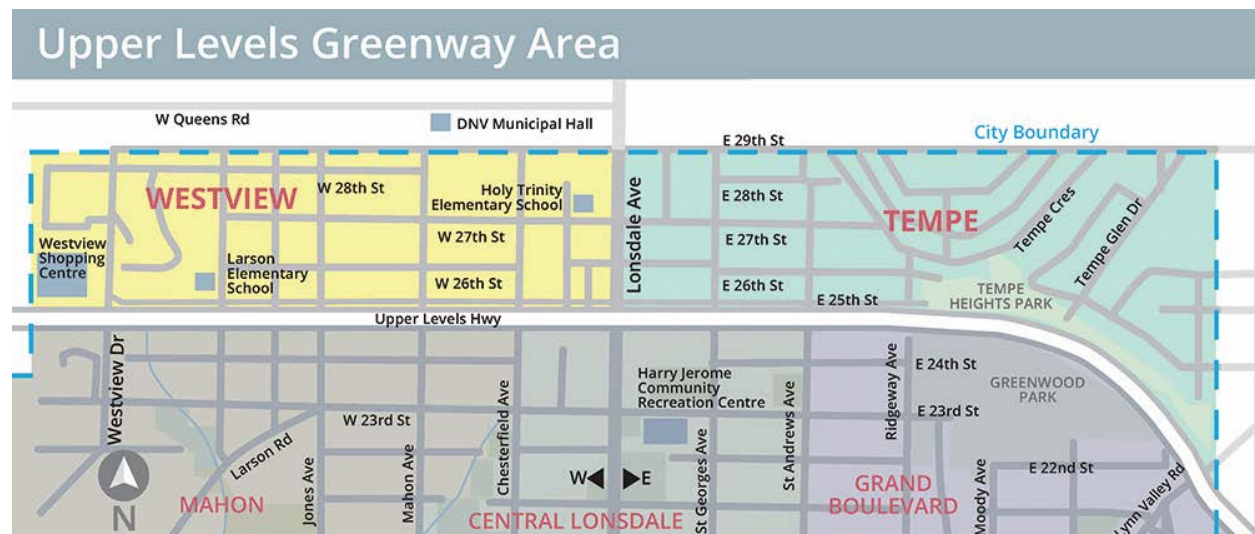 Upper Levels Greenway Area
W Queens Rd
DNV Municipal Hall
E 29th St
City Boundary
WESTVIEW
W 28th St
Holy Trinity
Elementary School
Lonsdale Ave
E 28th St
TEMPE
Tempe Cres
Tempe Glen Dr
Westview
Shopping
Centre
Larson
Elementary
School
W 27th St
E 27th St
W 26th St
E 26th St
E 25th St
TEMPE
HEIGHTS PARK
Upper Levels Hwy
Westview Dr
Chesterfield Ave
Harry Jerome
Community
Recreation Centre
Ridgeway Ave
E 24th St
GREENWOOD
PARK
W 23rd St
E 23rd St
Larson Rd
Jones Ave
Mahon Ave
St Georges Ave
St Andrews Ave
W
E
E 22nd St
Moody Ave
Lynn Valley Rd
N
MAHON
CENTRAL LONSDALE
GRAND
BOULEVARD